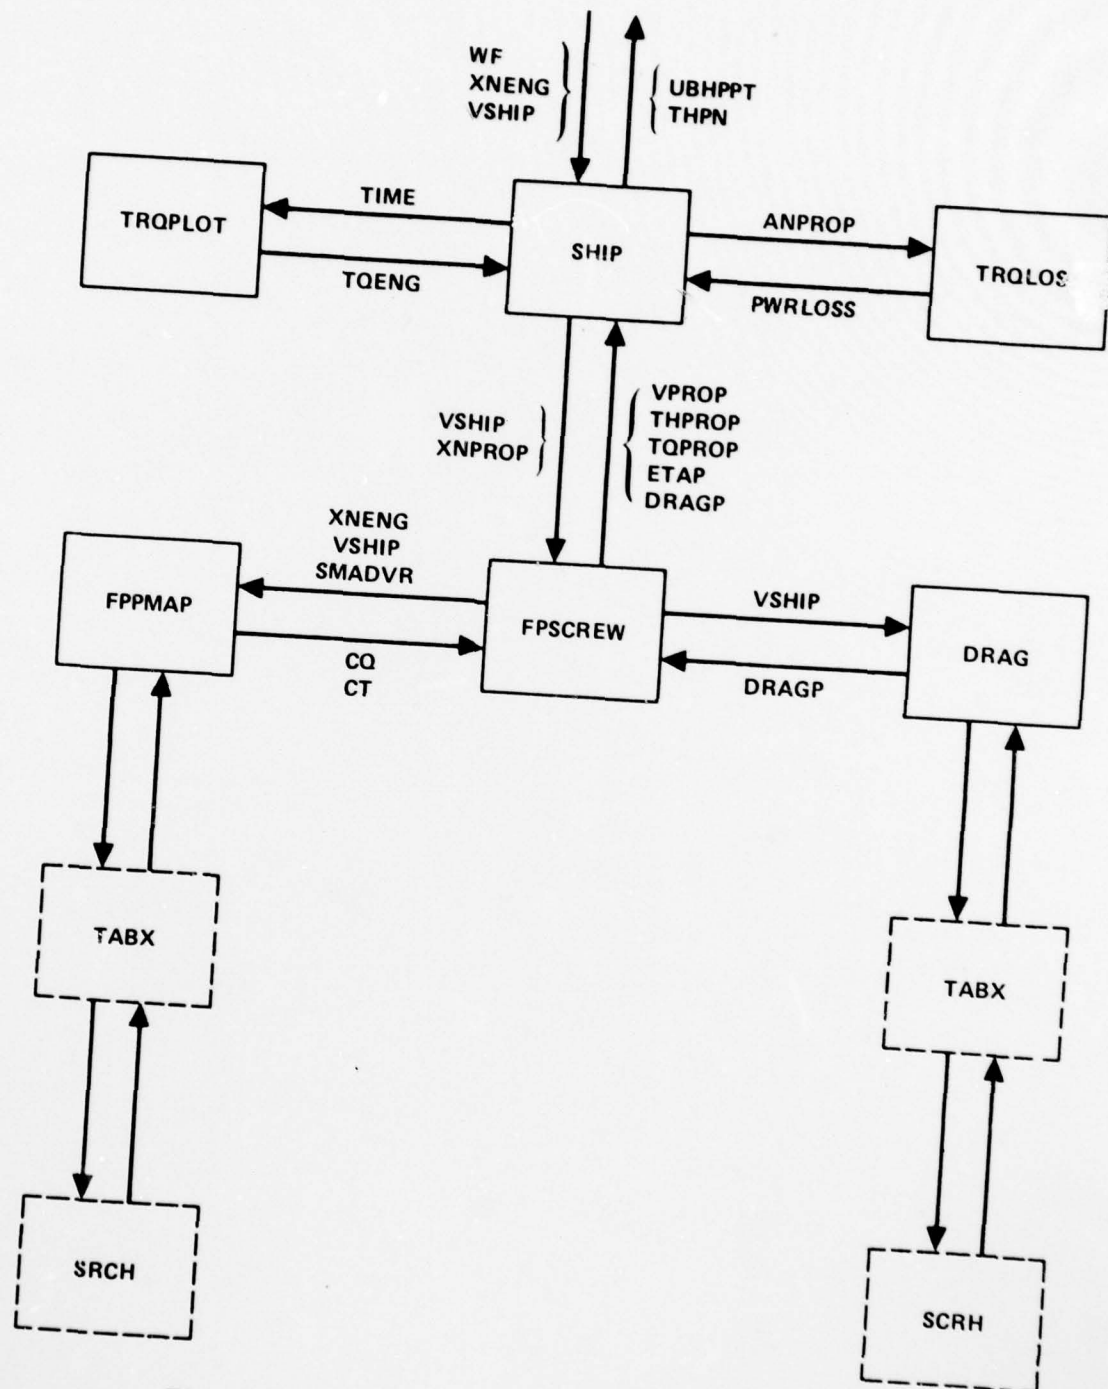 WF
XNENG
VSHIP
UBHPPT
THPN
TRQPLOT
TIME
TQENG
SHIP
ANPROP
PWRLOSS
TRQLOS
VSHIP
XNPROP
VPROP
THPROP
TQPROP
ETAP
DRAGP
XNENG
VSHIP
SMADVR
FPPMAP
CQ
CT
FPSCREW
VSHIP
DRAGP
DRAG
TABX
TABX
SRCH
SCRH